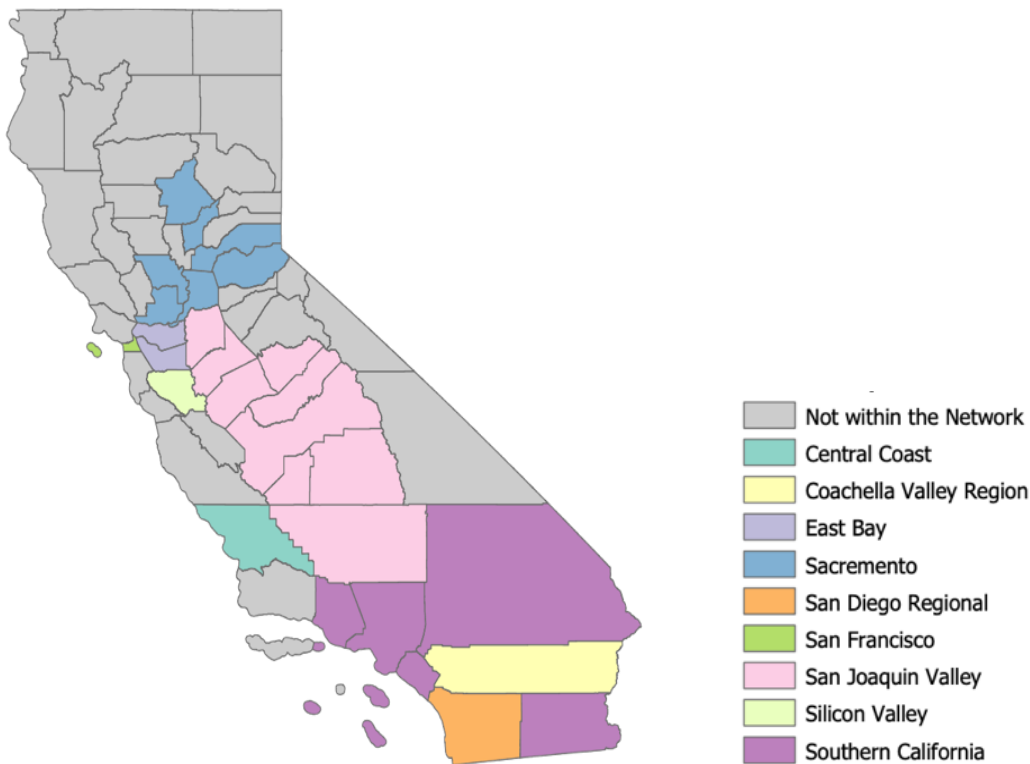 Not within the Network
Central Coast
Coachella Valley Region
East Bay
Sacremento
San Diego Regional
San Francisco
San Joaquin Valley
Silicon Valley
Southern California